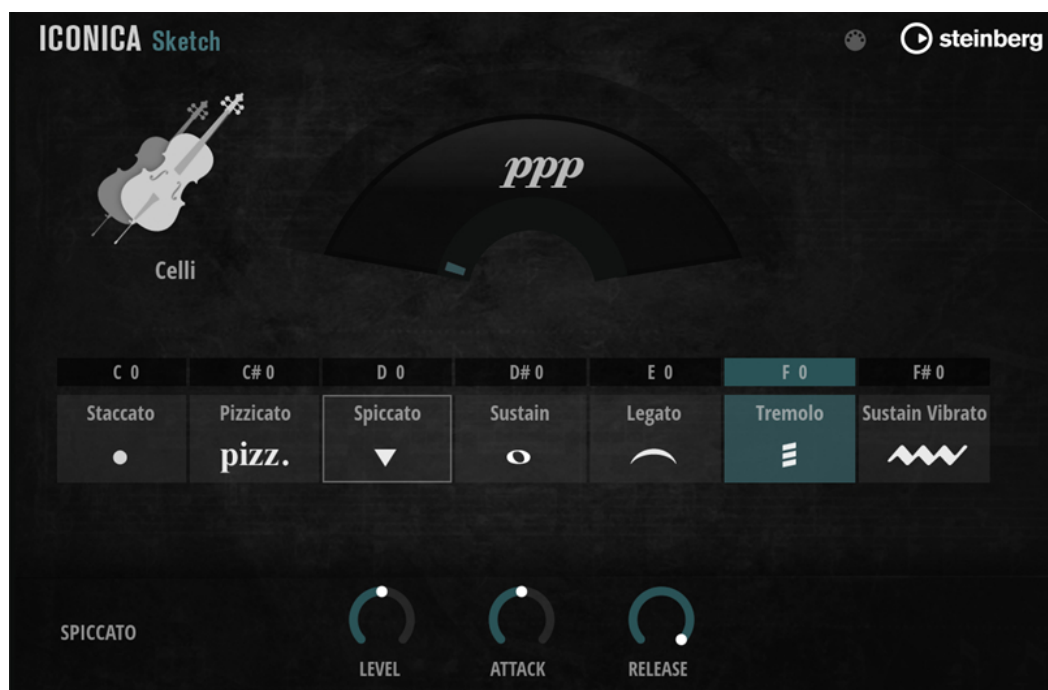 ICONICA Sketch
steinberg
ppp
Celli
C 0 C# 0 D 0 D# 0 E 0 F 0 F# 0
Staccato Pizzicato Spiccato Sustain Legato Tremolo Sustain Vibrato
pizz.
SPICCATO
LEVEL ATTACK RELEASE